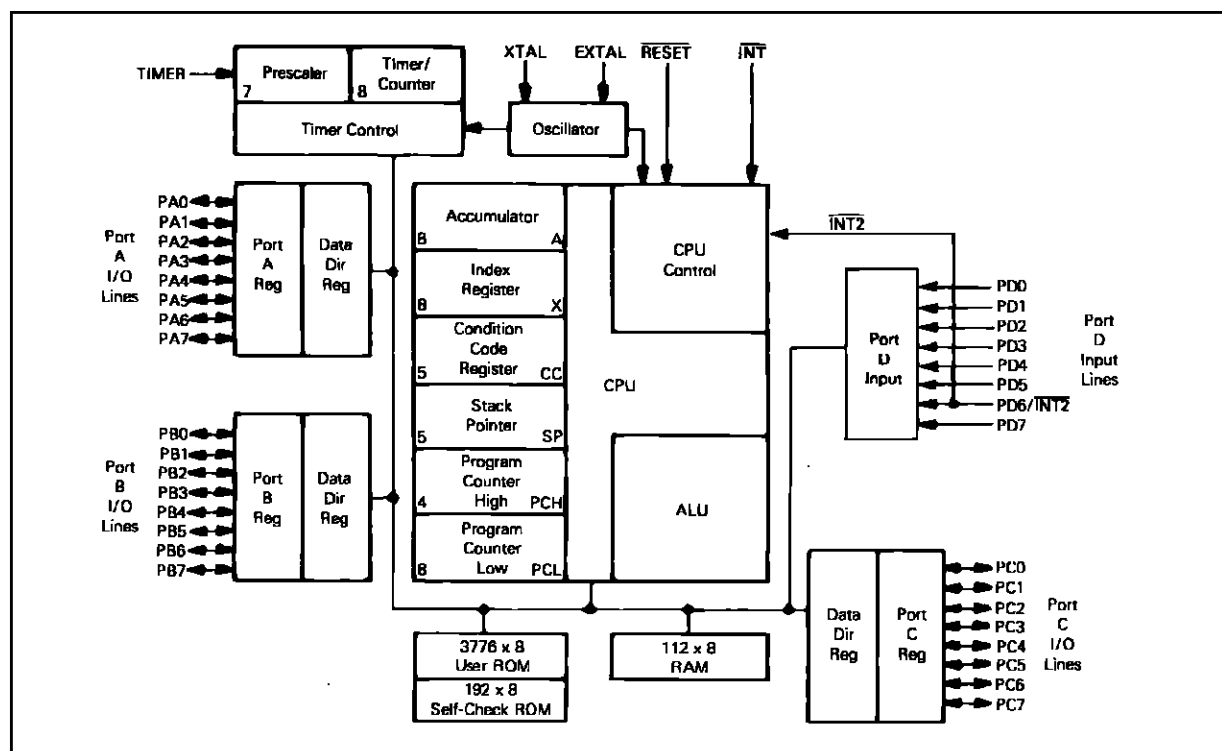 XTAL EXTAL RESET INT
TIMER
Prescaler
7
Timer/
Counter
8
Timer Control
Oscillator
PA0
PA1
PA2
PA3
PA4
PA5
PA6
PA7
Port
A
I/O
Lines
Port
A
Reg
Data
Dir
Reg
Accumulator
8 A
Index
Register
8 X
Condition
Code
Register
5 CC
Stack
Pointer
5 SP
Program
Counter
High
4 PCH
Program
Counter
Low
8 PCL
CPU
Control
CPU
ALU
INT2
Port
D
Input
PD0
PD1
PD2
PD3
PD4
PD5
PD6/INT2
PD7
Port
D
Input
Lines
PB0
PB1
PB2
PB3
PB4
PB5
PB6
PB7
Port
B
I/O
Lines
Port
B
Reg
Data
Dir
Reg
3776 x 8
User ROM
192 x 8
Self-Check ROM
112 x 8
RAM
Data
Dir
Reg
Port
C
Reg
PC0
PC1
PC2
PC3
PC4
PC5
PC6
PC7
Port
C
I/O
Lines